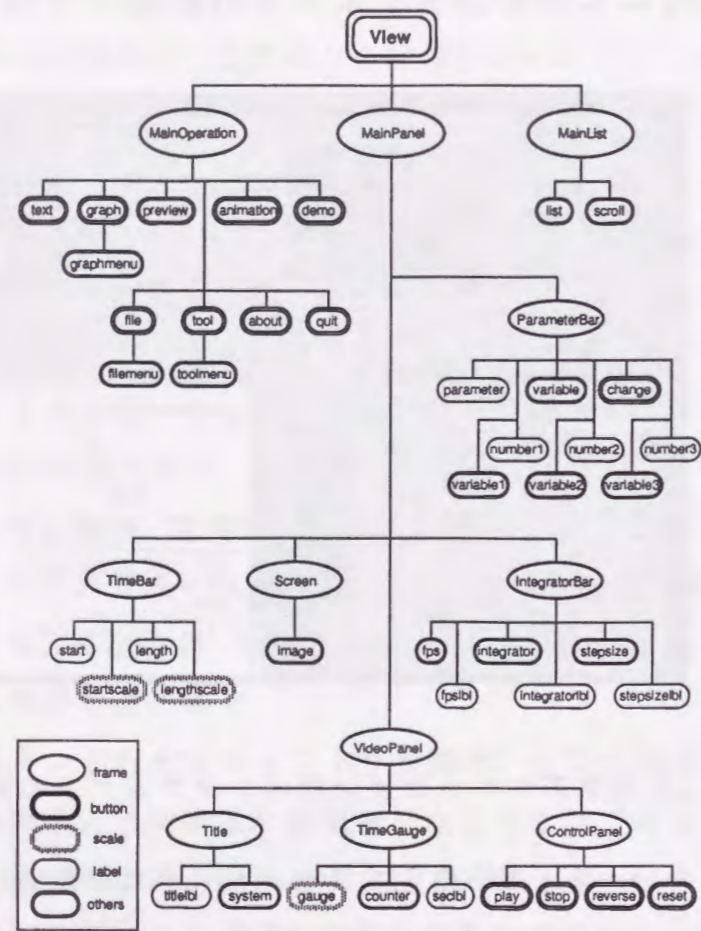 View
MainOperation MainPanel MainList
text graph preview animation demo list scroll
graphmenu
file tool about quit ParameterBar
filemenu toolmenu
parameter variable change
number1 number2 number3
variable1 variable2 variable3
TimeBar Screen IntegratorBar
start length image fps integrator stepsize
startscale lengthscale fpslbl integratorlbl stepsizelbl
VideoPanel
frame
button
Title TimeGauge ControlPanel
scale
label
titlelbl system gauge counter seclbl play stop reverse reset
others